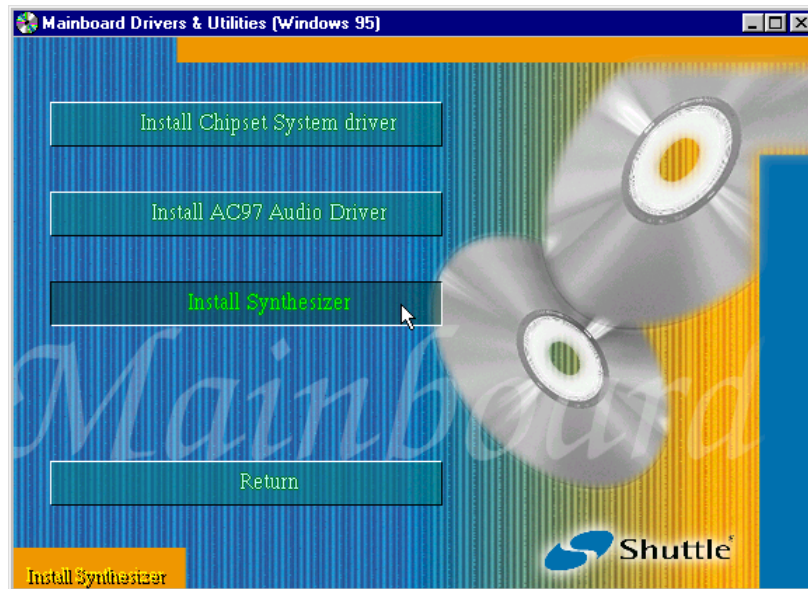 Mainboard Drivers & Utilities (Windows 95)
Install Chipset System driver
Install AC97 Audio Driver
Install Synthesizer
Mainboard
Return
Shuttle
Install Synthesizer